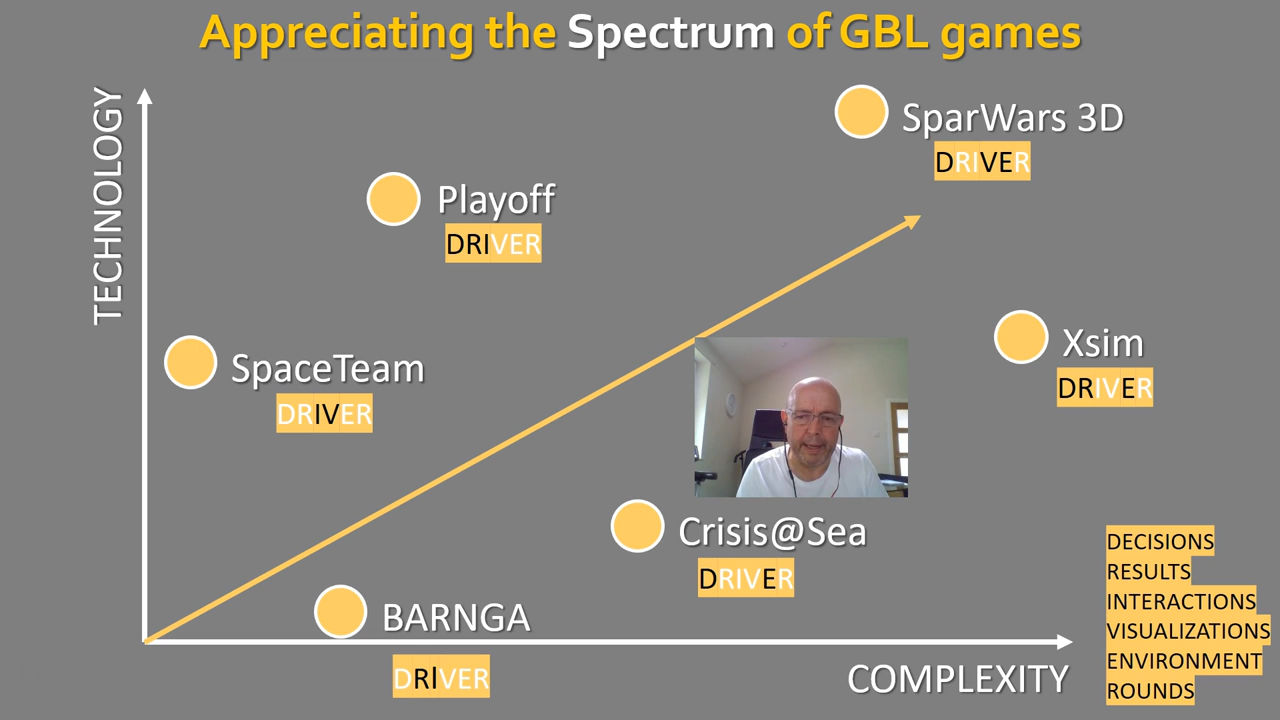 Appreciating the Spectrum of GBL games
TECHNOLOGY
SparWars 3D
DRIVER
Playoff
DRIVER
Xsim
DRIVER
SpaceTeam
DRIVER
Crisis@Sea
DRIVER
BARNGA
DRIVER
COMPLEXITY
DECISIONS
RESULTS
INTERACTIONS
VISUALIZATIONS
ENVIRONMENT
ROUNDS